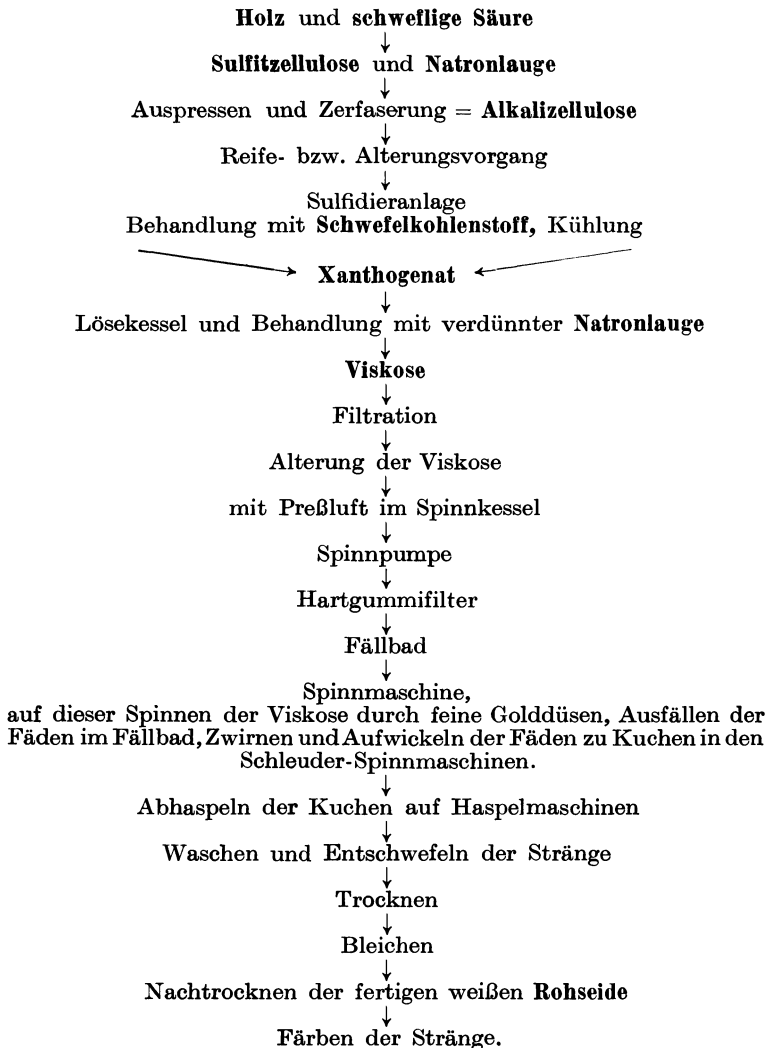 Holz und schweflige Säure
Sulfitzellulose und Natronlauge
Auspressen und Zerfaserung = Alkalizellulose
Reife- bzw. Alterungsvorgang
Sulfidieranlage
Behandlung mit Schwefelkohlenstoff, Kühlung
Xanthogenat
Lösekessel und Behandlung mit verdünnter Natronlauge
Viskose
Filtration
Alterung der Viskose
mit Preßluft im Spinnkessel
Spinnpumpe
Hartgummifilter
Fällbad
Spinnmaschine,
auf dieser Spinnen der Viskose durch feine Golddüsen, Ausfällen der
Fäden im Fällbad, Zwirnen und Aufwickeln der Fäden zu Kuchen in den
Schleuder-Spinnmaschinen.
Abhaspeln der Kuchen auf Haspelmaschinen
Waschen und Entschwefeln der Stränge
Trocknen
Bleichen
Nachtrocknen der fertigen weißen Rohseide
Färben der Stränge.